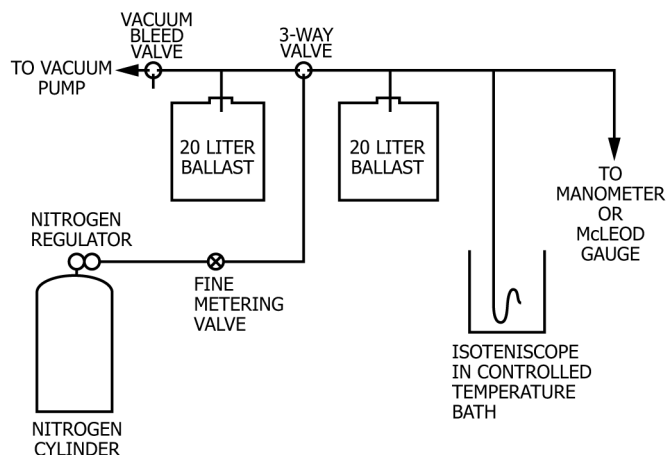 VACUUM
BLEED
VALVE
3-WAY
VALVE
TO VACUUM
PUMP
20 LITER
BALLAST
20 LITER
BALLAST
TO
MANOMETER
OR
McLEOD
GAUGE
NITROGEN
REGULATOR
FINE
METERING
VALVE
ISOTENISCOPE
IN CONTROLLED
TEMPERATURE
BATH
NITROGEN
CYLINDER